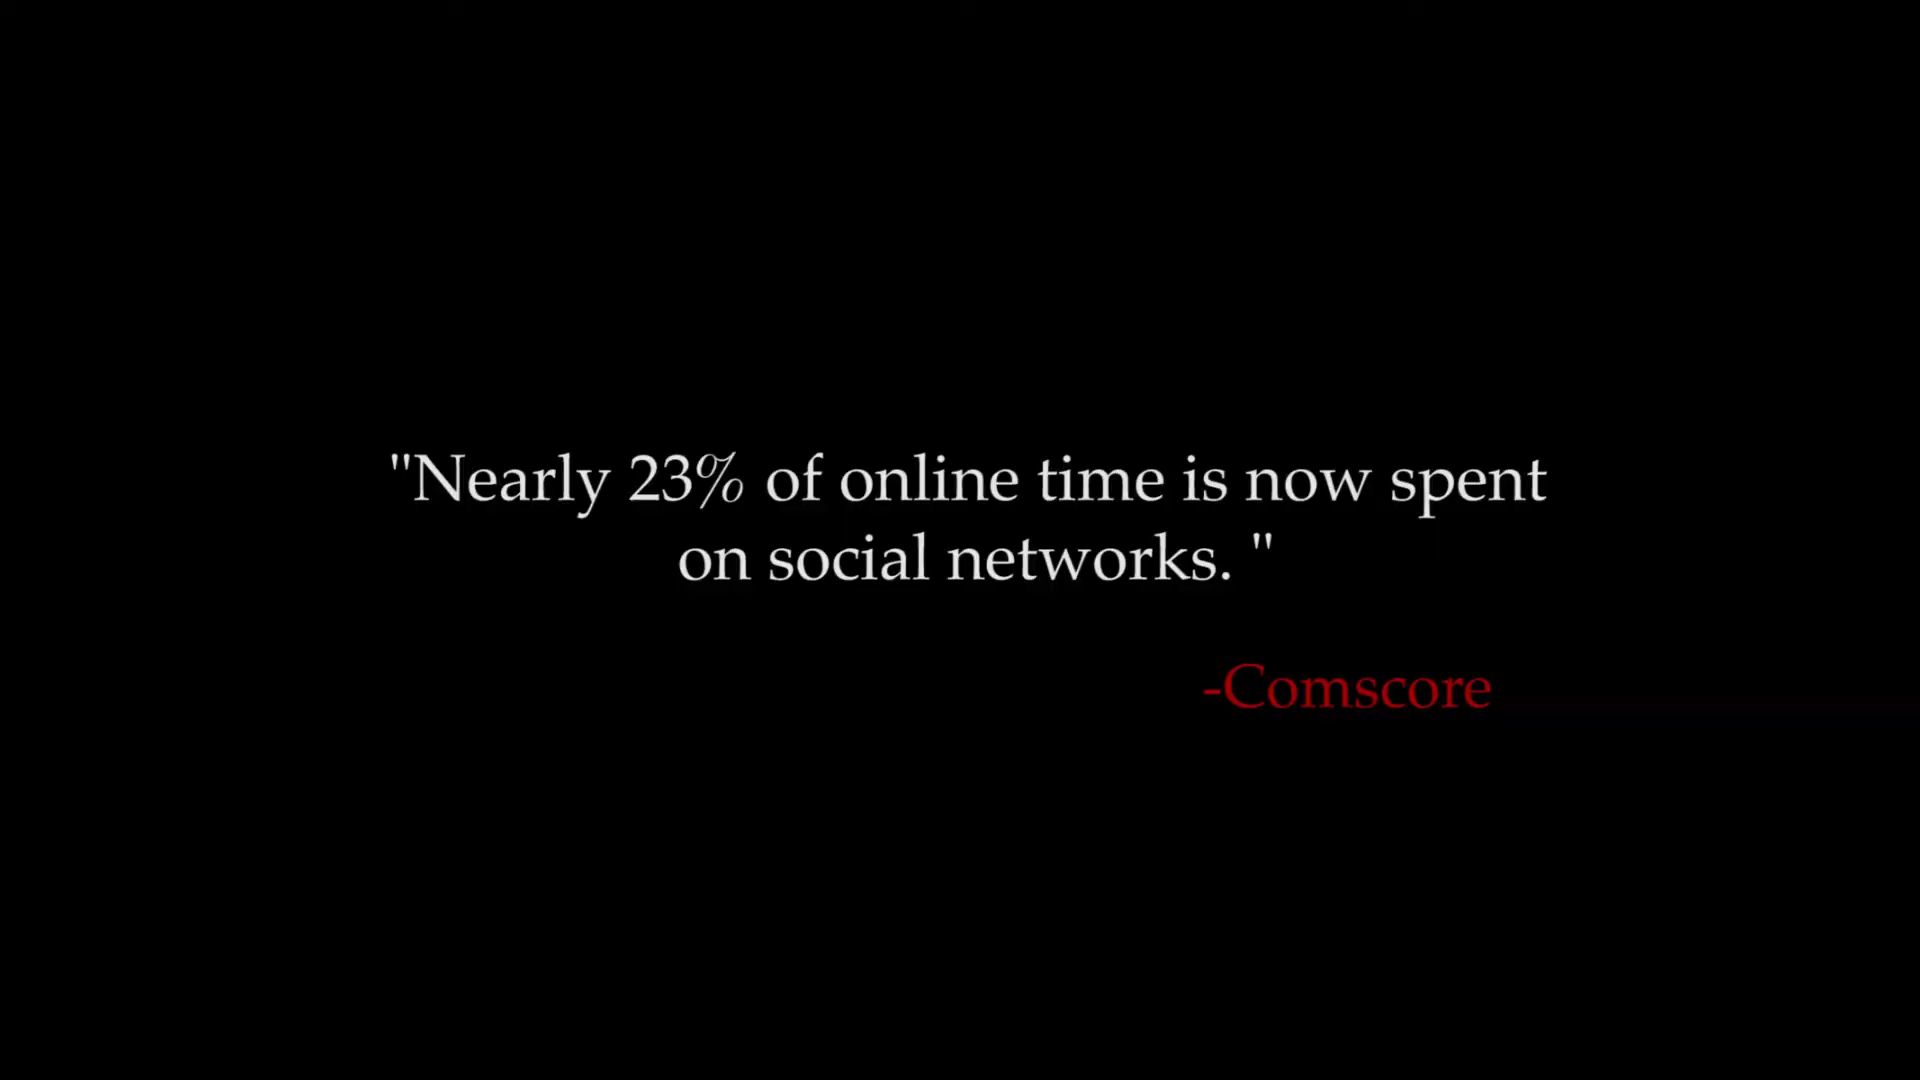 "Nearly 23% of online time is now spent
on social networks. "
-Comscore